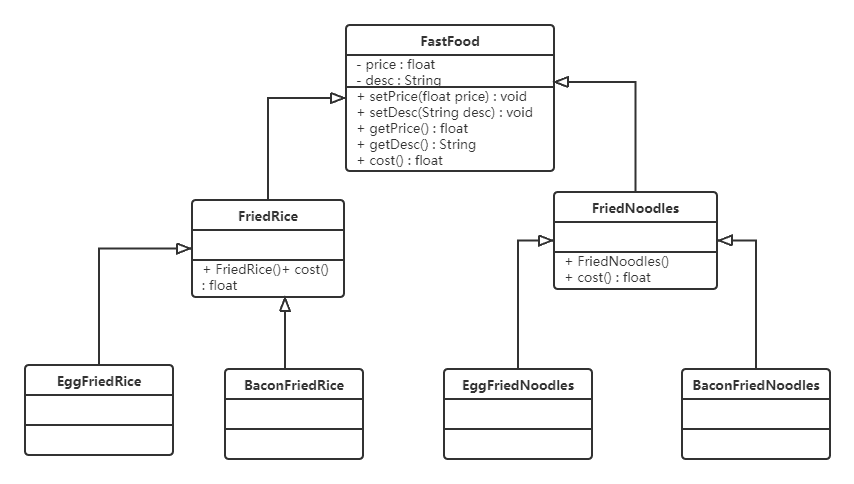 FastFood
- price : float
- desc : String
+ setPrice(float price) : void
+ setDesc(String desc) : void
+ getPrice() : float
+ getDesc() : String
+ cost() : float
FriedRice
+ FriedRice()+ cost()
: float
FriedNoodles
+ FriedNoodles()
+ cost() : float
EggFriedRice
BaconFriedRice
EggFriedNoodles
BaconFriedNoodles